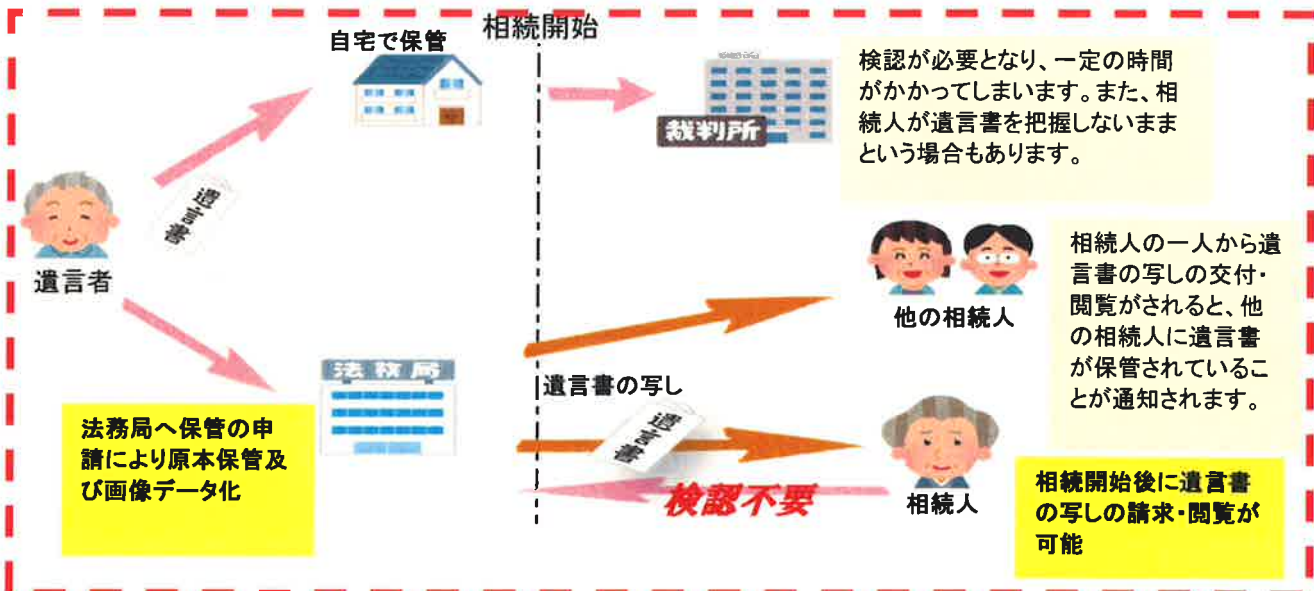 相続開始
自宅で保管
裁判所
検認が必要となり、一定の時間
がかかってしまいます。また、相
続人が遺言書を把握しないまま
という場合もあります。
遺言書
遺言者
他の相続人
相続人の一人から遺
言書の写しの交付・
閲覧がされると、他
の相続人に遺言書
が保管されているこ
とが通知されます。
法務局
遺言書の写し
遺言書
法務局へ保管の申
請により原本保管及
び画像データ化
検認不要
相続人
相続開始後に遺言書
の写しの請求・閲覧が
可能